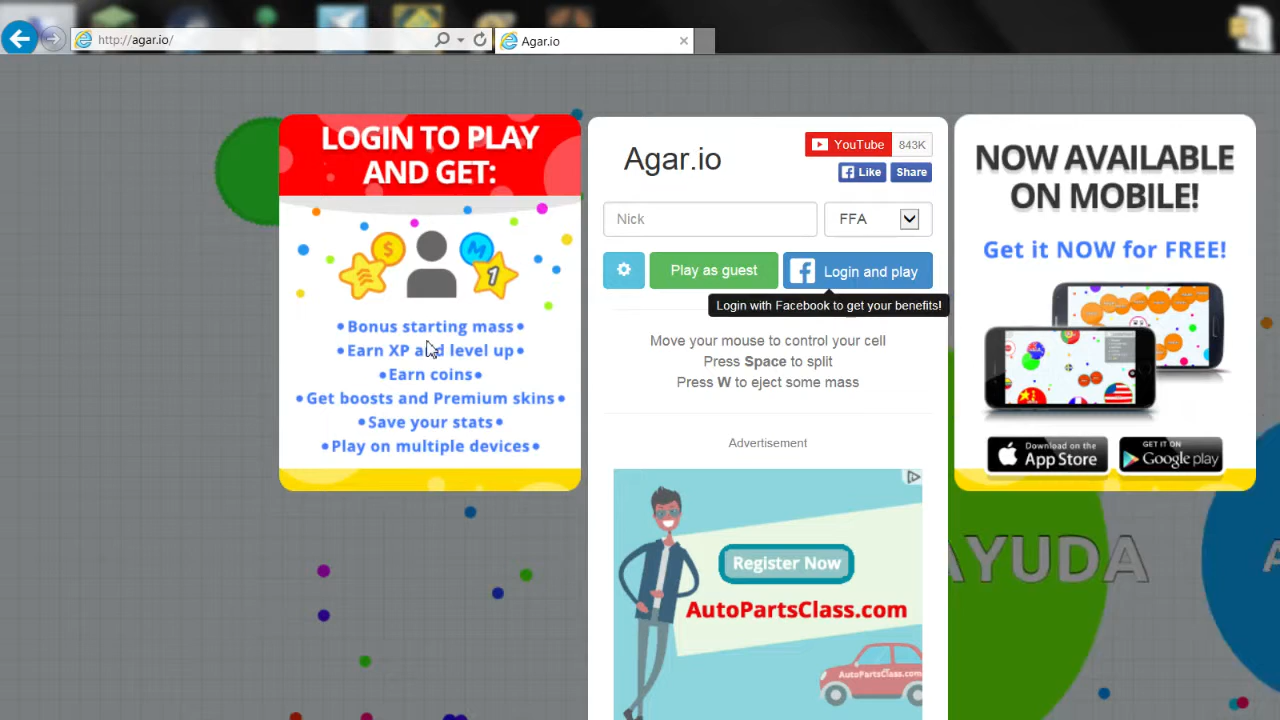 http://agar.io/
Agar.io
LOGIN TO PLAY
AND GET:
$
M
1
•Bonus starting mass•
•Earn XP and level up•
•Earn coins•
•Get boosts and Premium skins•
•Save your stats•
•Play on multiple devices•
Agar.io
YouTube 843K
Like Share
Nick FFA
Play as guest Login and play
Login with Facebook to get your benefits!
Move your mouse to control your cell
Press Space to split
Press W to eject some mass
Advertisement
Register Now
AutoPartsClass.com
AutoPartsClass.com
NOW AVAILABLE
ON MOBILE!
Get it NOW for FREE!
Download on the
App Store
GET IT ON
Google play
AYUDA